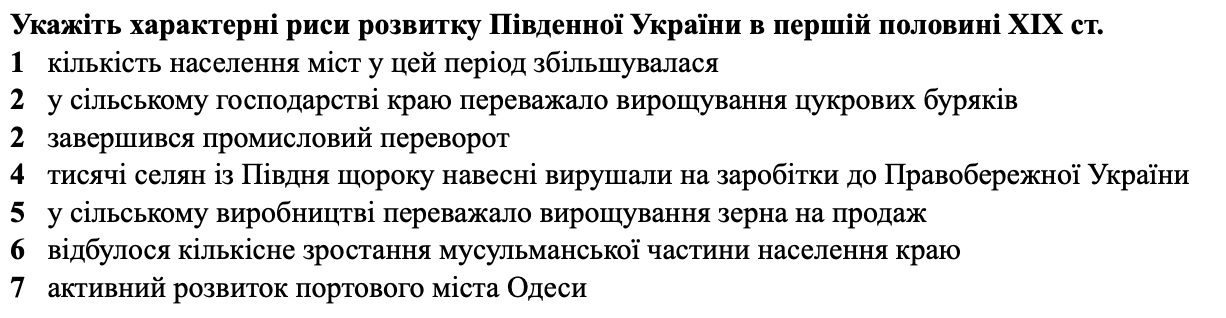 Укажіть характерні риси розвитку Південної України в першій половині XIX ст.
1 кількість населення міст у цей період збільшувалася
2 у сільському господарстві краю переважало вирощування цукрових буряків
2 завершився промисловий переворот
4 тисячі селян із Півдня щороку навесні вирушали на заробітки до Правобережної України
5 у сільському виробництві переважало вирощування зерна на продаж
6 відбулося кількісне зростання мусульманської частини населення краю
7 активний розвиток портового міста Одеси